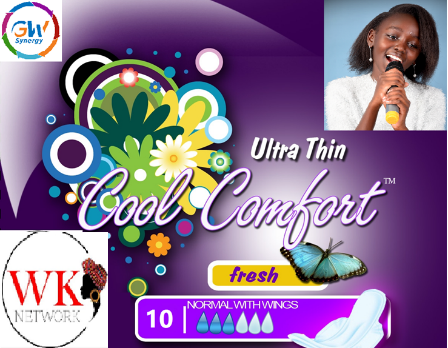 GW
Synergy
Ultra Thin
Cool Comfort™
fresh
10 NORMAL WITH WINGS
WK
NETWORK